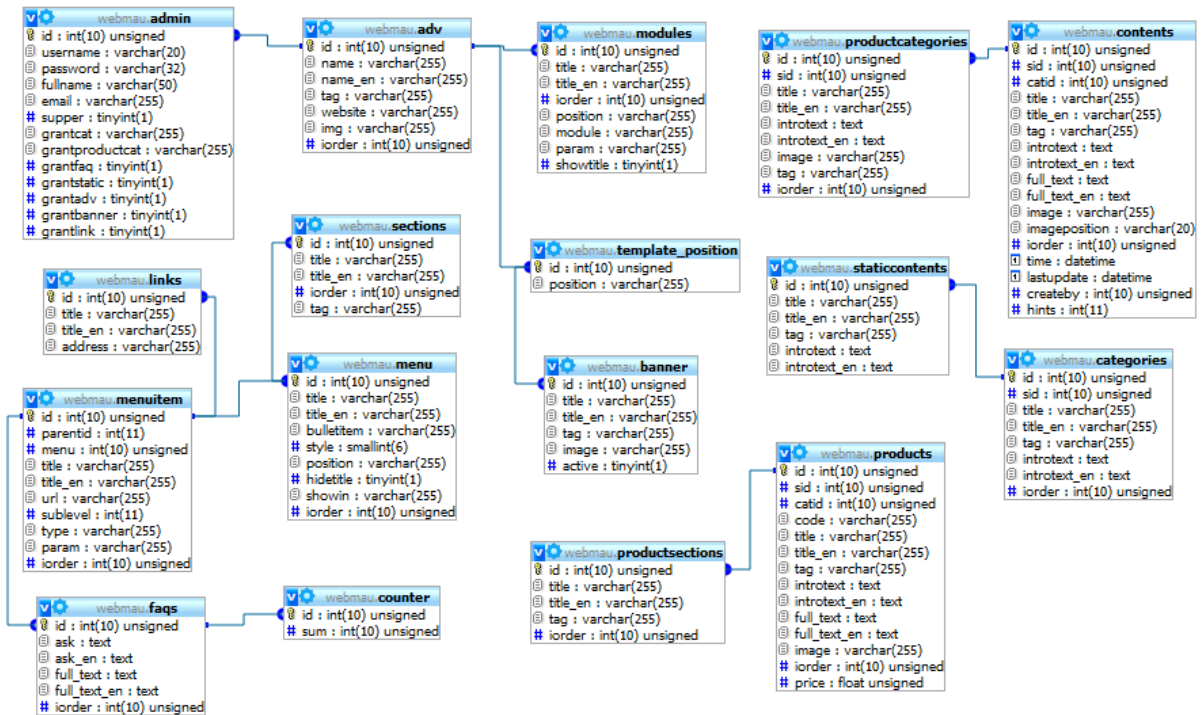 webmau.admin
id : int(10) unsigned
username : varchar(20)
password : varchar(32)
fullname : varchar(50)
email : varchar(255)
# supper : tinyint(1)
grantcat : varchar(255)
grantproductcat : varchar(255)
# grantfaq : tinyint(1)
# grantstatic : tinyint(1)
# grantadv : tinyint(1)
# grantbanner : tinyint(1)
# grantlink : tinyint(1)
webmau.adv
id : int(10) unsigned
name : varchar(255)
name_en : varchar(255)
tag : varchar(255)
website : varchar(255)
img : varchar(255)
# iorder : int(10) unsigned
webmau.modules
id : int(10) unsigned
title : varchar(255)
title_en : varchar(255)
# iorder : int(10) unsigned
position : varchar(255)
module : varchar(255)
param : varchar(255)
# showtitle : tinyint(1)
webmau.productcategories
id : int(10) unsigned
# sid : int(10) unsigned
title : varchar(255)
title_en : varchar(255)
introtext : text
introtext_en : text
image : varchar(255)
tag : varchar(255)
# iorder : int(10) unsigned
webmau.contents
id : int(10) unsigned
# sid : int(10) unsigned
# catid : int(10) unsigned
title : varchar(255)
title_en : varchar(255)
tag : varchar(255)
introtext : text
introtext_en : text
full_text : text
full_text_en : text
image : varchar(255)
imageposition : varchar(20)
# iorder : int(10) unsigned
time : datetime
lastupdate : datetime
# createby : int(10) unsigned
# hints : int(11)
webmau.sections
id : int(10) unsigned
title : varchar(255)
title_en : varchar(255)
# iorder : int(10) unsigned
tag : varchar(255)
webmau.template_position
id : int(10) unsigned
position : varchar(255)
webmau.staticcontents
id : int(10) unsigned
title : varchar(255)
title_en : varchar(255)
tag : varchar(255)
introtext : text
introtext_en : text
webmau.links
id : int(10) unsigned
title : varchar(255)
title_en : varchar(255)
address : varchar(255)
webmau.menu
id : int(10) unsigned
title : varchar(255)
title_en : varchar(255)
bulletitem : varchar(255)
# style : smallint(6)
position : varchar(255)
# hidetitle : tinyint(1)
showin : varchar(255)
# iorder : int(10) unsigned
webmau.banner
id : int(10) unsigned
title : varchar(255)
title_en : varchar(255)
tag : varchar(255)
image : varchar(255)
# active : tinyint(1)
webmau.categories
id : int(10) unsigned
# sid : int(10) unsigned
title : varchar(255)
title_en : varchar(255)
tag : varchar(255)
introtext : text
introtext_en : text
# iorder : int(10) unsigned
webmau.menuitem
id : int(10) unsigned
# parentid : int(11)
# menu : int(10) unsigned
title : varchar(255)
title_en : varchar(255)
url : varchar(255)
# sublevel : int(11)
type : varchar(255)
param : varchar(255)
# iorder : int(10) unsigned
webmau.products
id : int(10) unsigned
# sid : int(10) unsigned
# catid : int(10) unsigned
code : varchar(255)
title : varchar(255)
title_en : varchar(255)
tag : varchar(255)
introtext : text
introtext_en : text
full_text : text
full_text_en : text
image : varchar(255)
# iorder : int(10) unsigned
# price : float unsigned
webmau.productsections
id : int(10) unsigned
title : varchar(255)
title_en : varchar(255)
tag : varchar(255)
# iorder : int(10) unsigned
webmau.faqs
id : int(10) unsigned
ask : text
ask_en : text
full_text : text
full_text_en : text
# iorder : int(10) unsigned
webmau.counter
id : int(10) unsigned
# sum : int(10) unsigned